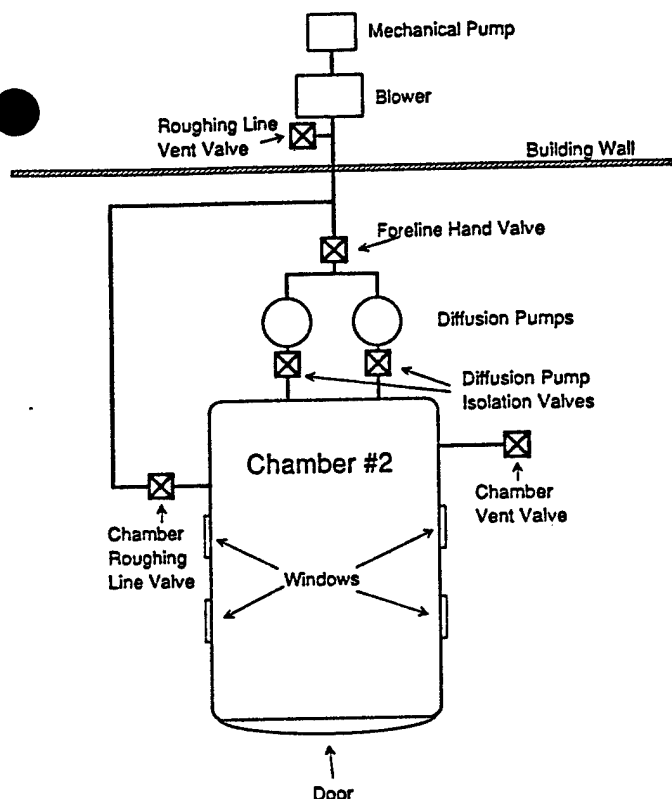 Mechanical Pump
Blower
Roughing Line
Vent Valve
Building Wall
Foreline Hand Valve
Diffusion Pumps
Diffusion Pump
Isolation Valves
Chamber #2
Chamber
Vent Valve
Chamber
Roughing
Line Valve
Windows
Door